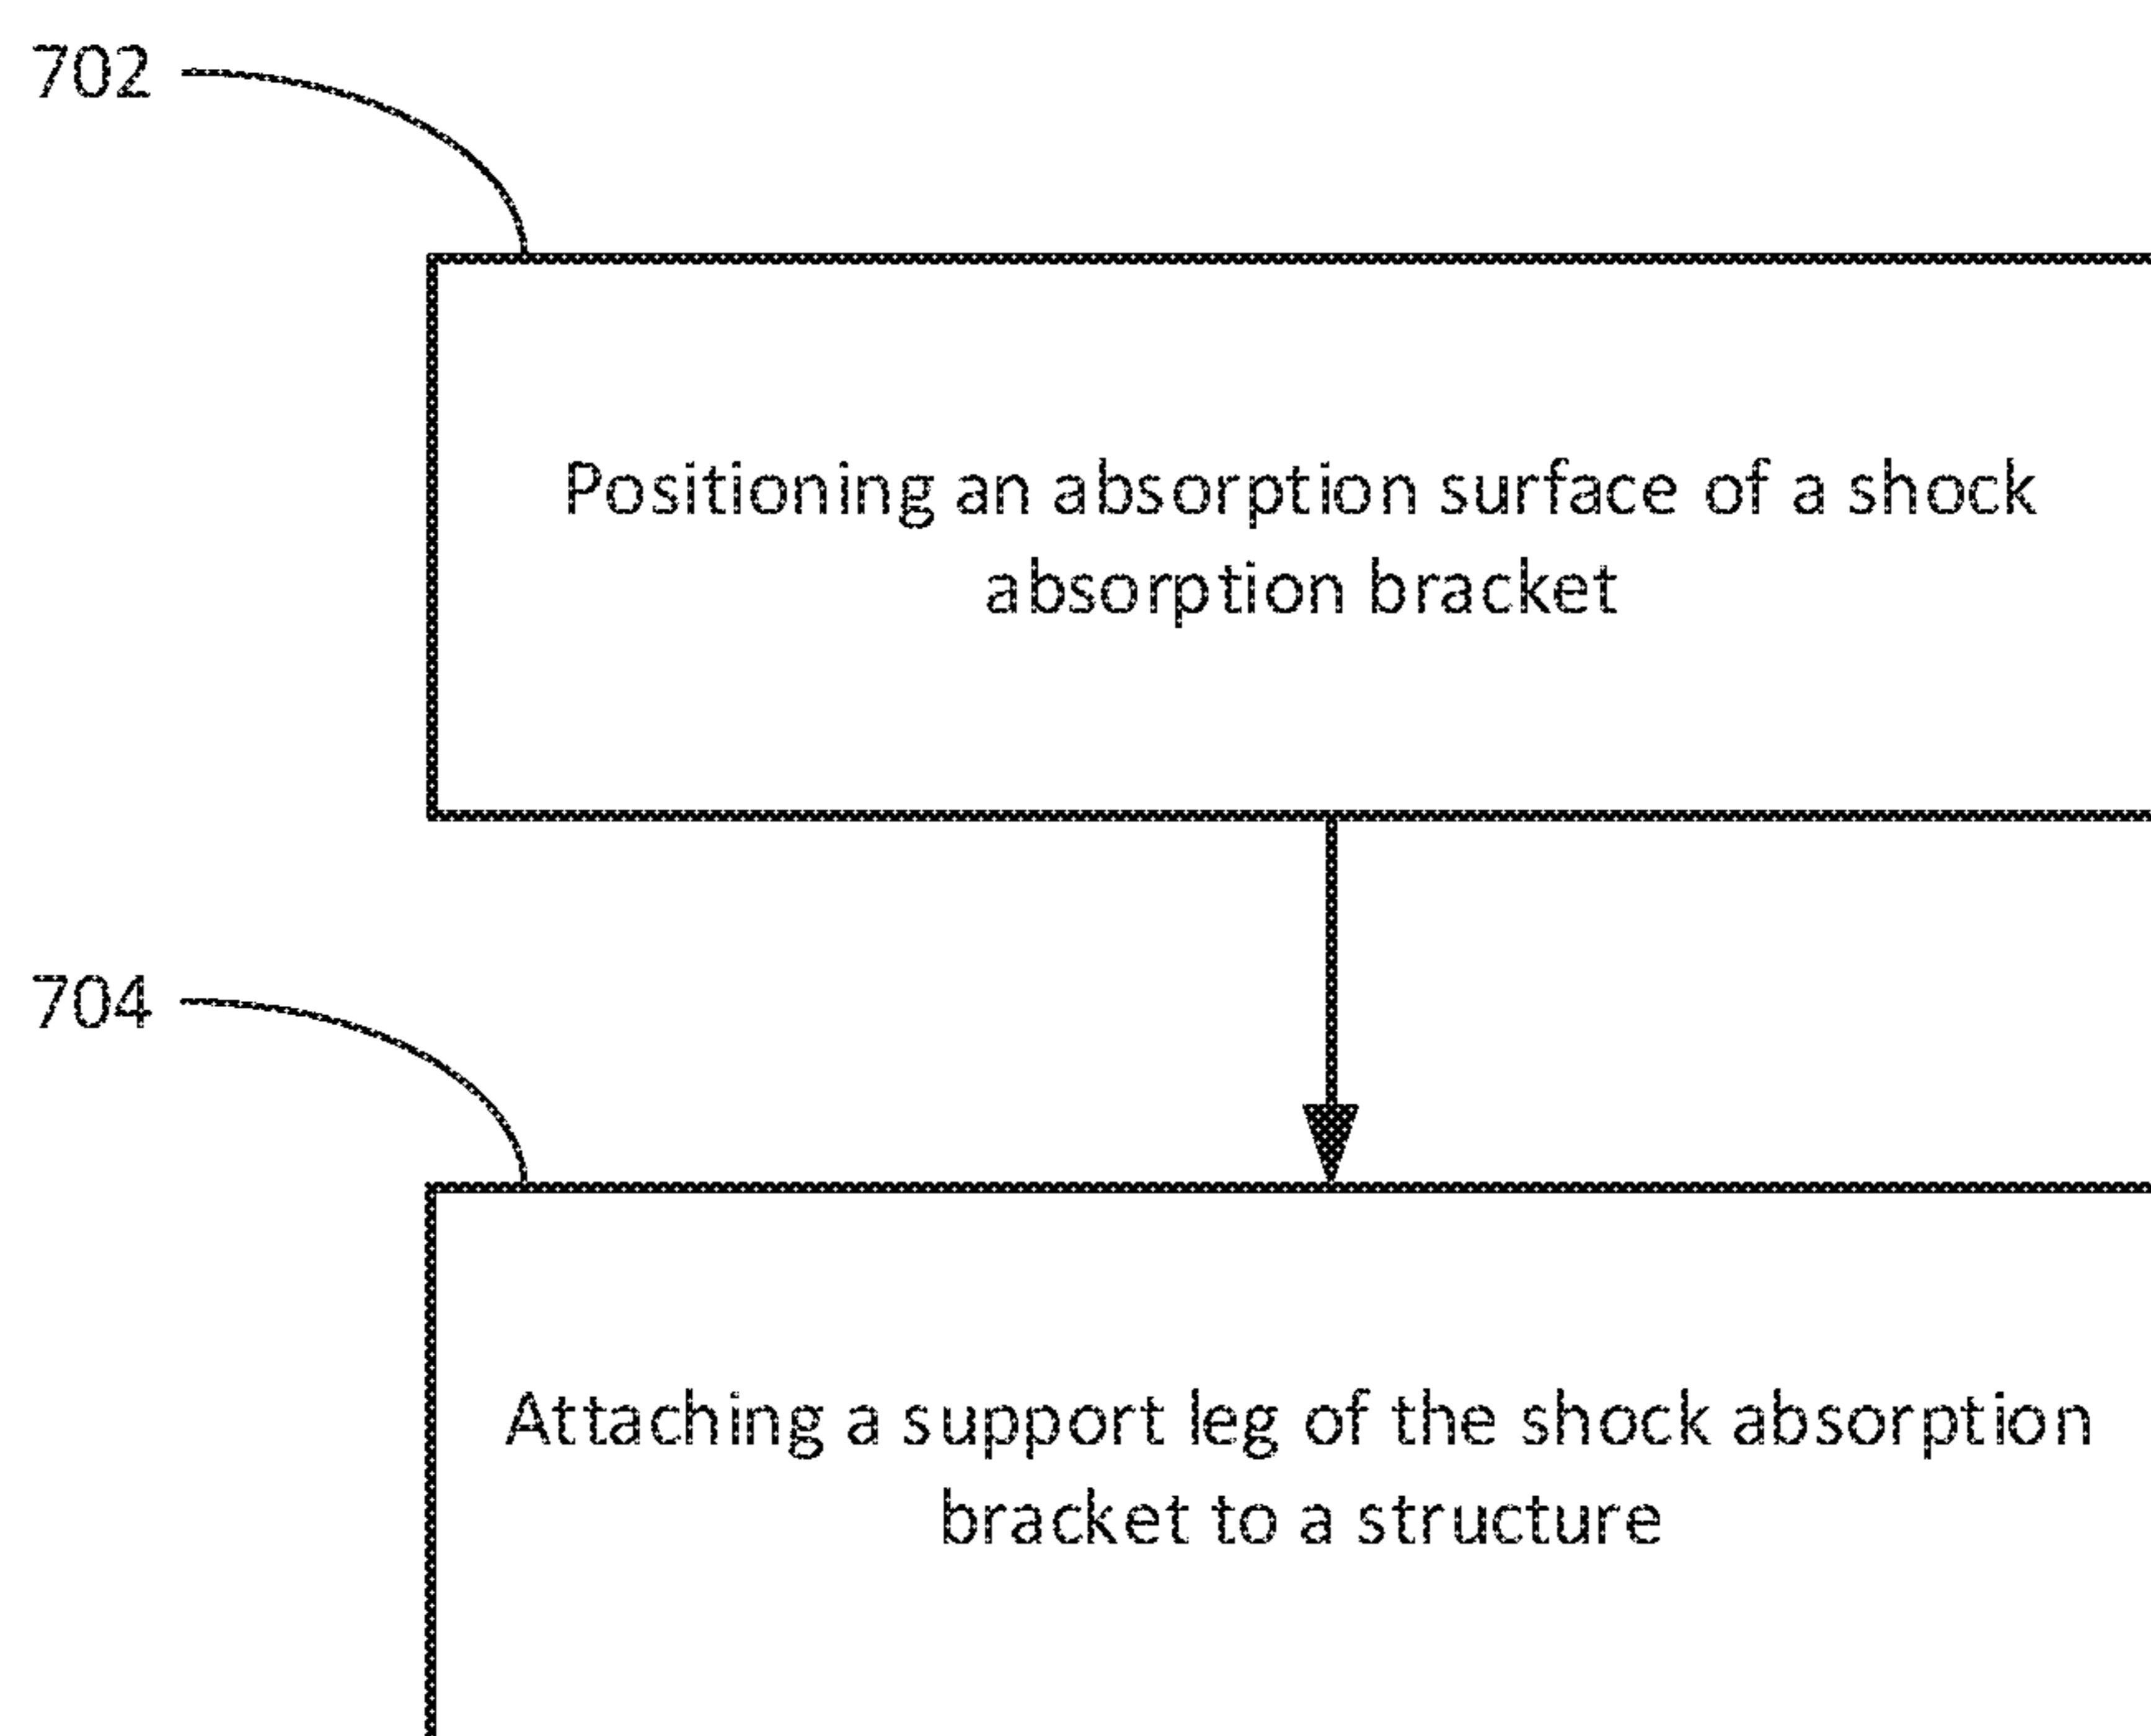 702
Positioning an absorption surface of a shock
absorption bracket
704
Attaching a support leg of the shock absorption
bracket to a structure